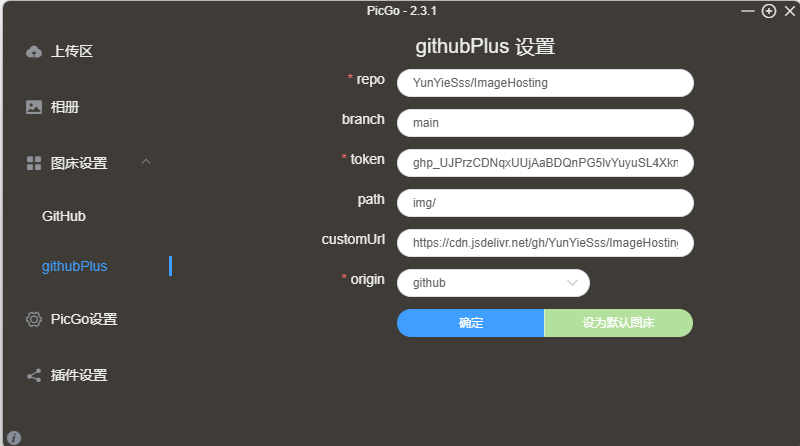 PicGo - 2.3.1
上传区
相册
图床设置
GitHub
githubPlus
PicGo设置
插件设置
githubPlus 设置
* repo
YunYieSss/ImageHosting
branch
main
* token
path
img/
customUrl
https://cdn.jsdelivr.net/gh/YunYieSss/ImageHosting
* origin
github
确定
设为默认图床